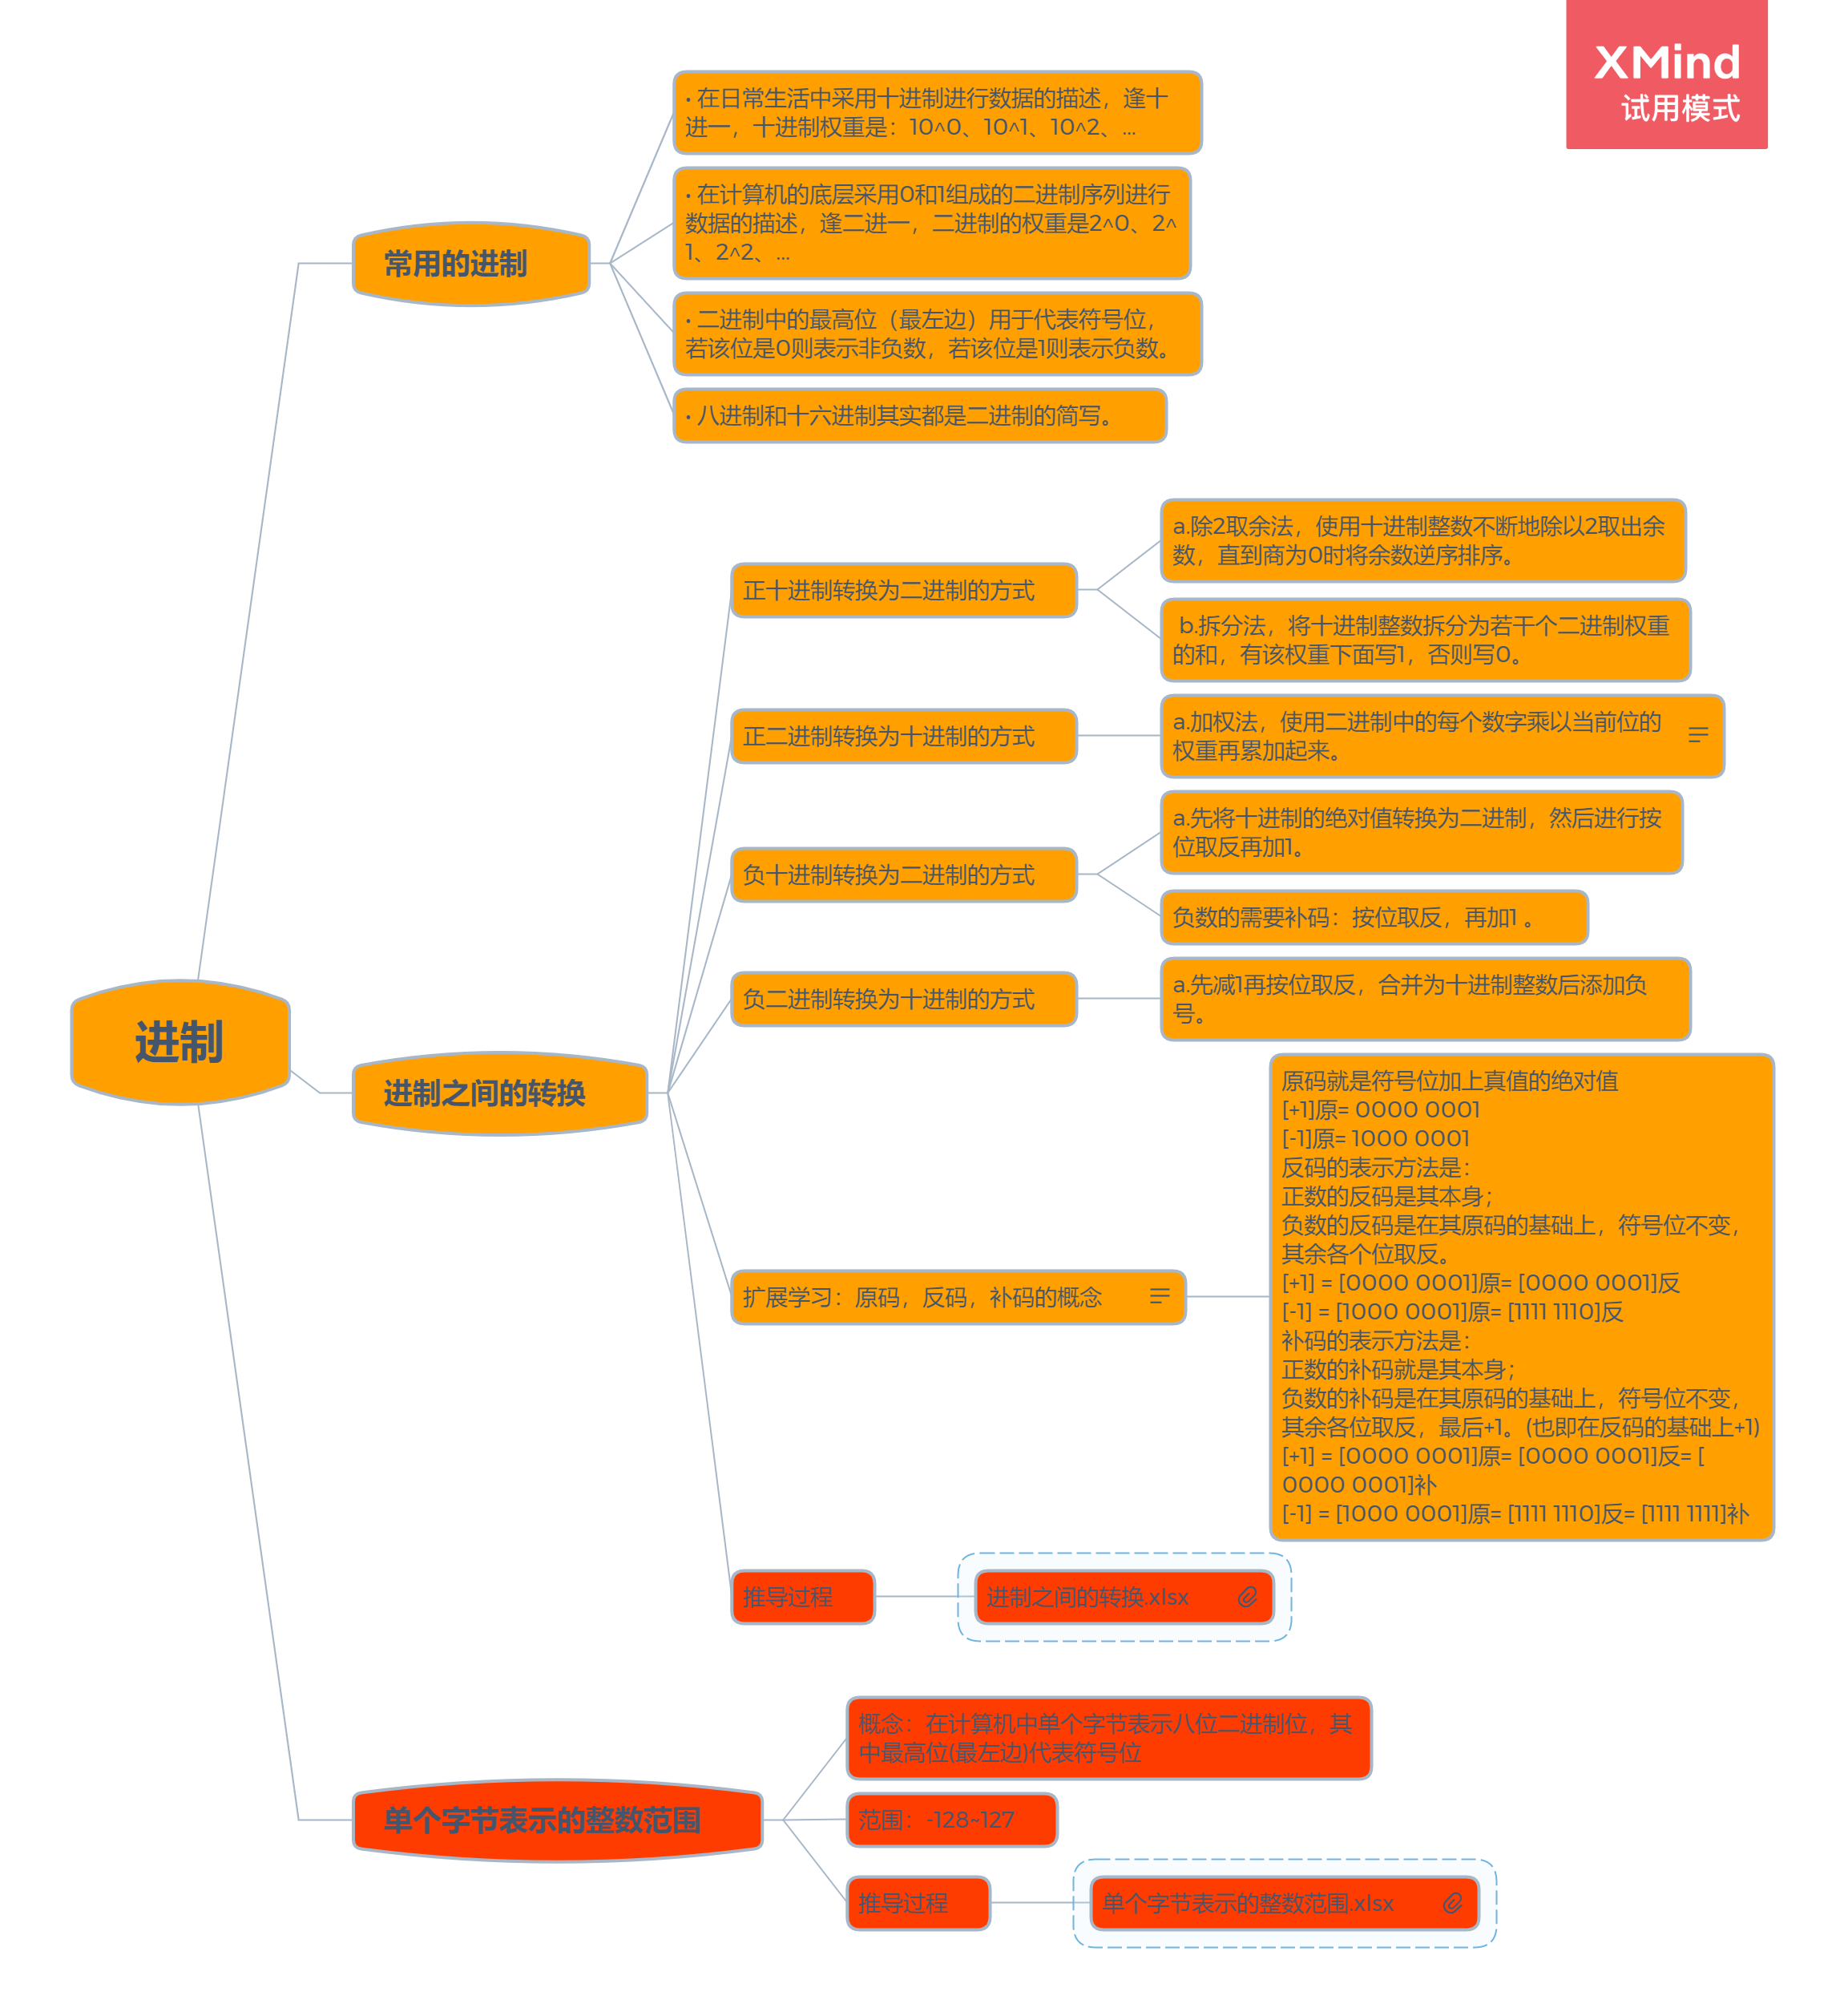 XMind
试用模式
进制
常用的进制
· 在日常生活中采用十进制进行数据的描述，逢十
进一，十进制权重是：10^0、10^1、10^2、...
· 在计算机的底层采用0和1组成的二进制序列进行
数据的描述，逢二进一，二进制的权重是2^0、2^
1、2^2、...
· 二进制中的最高位（最左边）用于代表符号位，
若该位是0则表示非负数，若该位是1则表示负数。
· 八进制和十六进制其实都是二进制的简写。
进制之间的转换
正十进制转换为二进制的方式
a.除2取余法，使用十进制整数不断地除以2取出余
数，直到商为0时将余数逆序排序。
b.拆分法，将十进制整数拆分为若干个二进制权重
的和，有该权重下面写1，否则写0。
正二进制转换为十进制的方式
a.加权法，使用二进制中的每个数字乘以当前位的
权重再累加起来。
负十进制转换为二进制的方式
a.先将十进制的绝对值转换为二进制，然后进行按
位取反再加1。
负数的需要补码：按位取反，再加1 。
负二进制转换为十进制的方式
a.先减1再按位取反，合并为十进制整数后添加负
号。
扩展学习：原码，反码，补码的概念
原码就是符号位加上真值的绝对值
[+1]原= 0000 0001
[-1]原= 1000 0001
反码的表示方法是：
正数的反码是其本身；
负数的反码是在其原码的基础上，符号位不变，
其余各个位取反。
[+1] = [0000 0001]原= [0000 0001]反
[-1] = [1000 0001]原= [1111 1110]反
补码的表示方法是：
正数的补码就是其本身；
负数的补码是在其原码的基础上，符号位不变，
其余各位取反，最后+1。(也即在反码的基础上+1)
[+1] = [0000 0001]原= [0000 0001]反= [
0000 0001]补
[-1] = [1000 0001]原= [1111 1110]反= [1111 1111]补
推导过程
进制之间的转换.xlsx
单个字节表示的整数范围
概念：在计算机中单个字节表示八位二进制位，其
中最高位(最左边)代表符号位
范围：-128~127
推导过程
单个字节表示的整数范围.xlsx